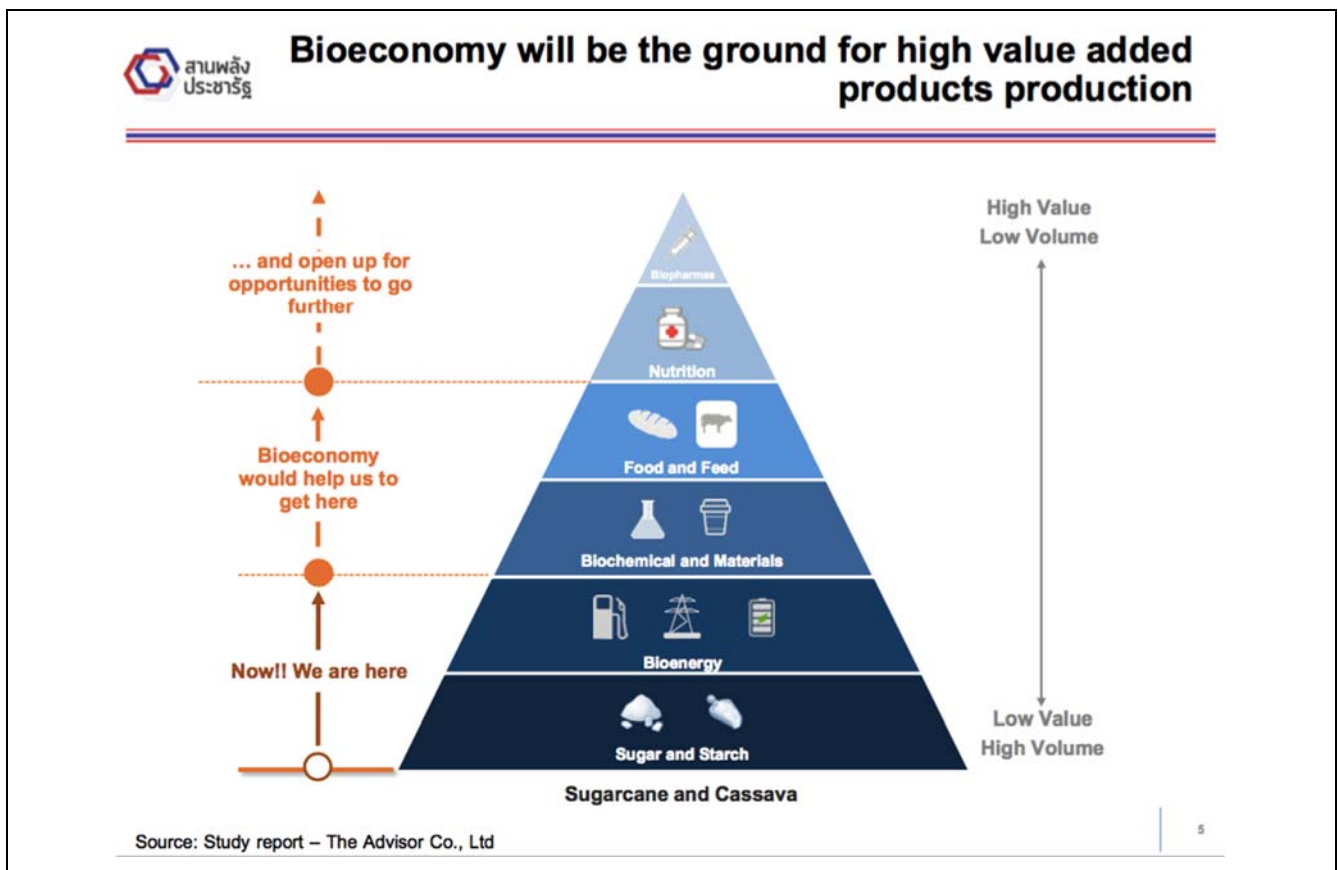 สานพลัง
ประชารัฐ
Bioeconomy will be the ground for high value added
products production
... and open up for
opportunities to go
further
Bioeconomy
would help us to
get here
Now!! We are here
Biopharmas
Nutrition
Food and Feed
Biochemical and Materials
Bioenergy
Sugar and Starch
Sugarcane and Cassava
High Value
Low Volume
Low Value
High Volume
Source: Study report – The Advisor Co., Ltd
5